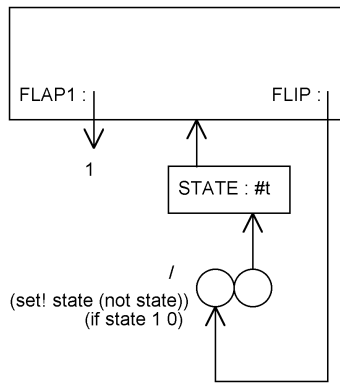 FLAP1 :
FLIP :
1
STATE : #t
/
(set! state (not state))
(if state 1 0)